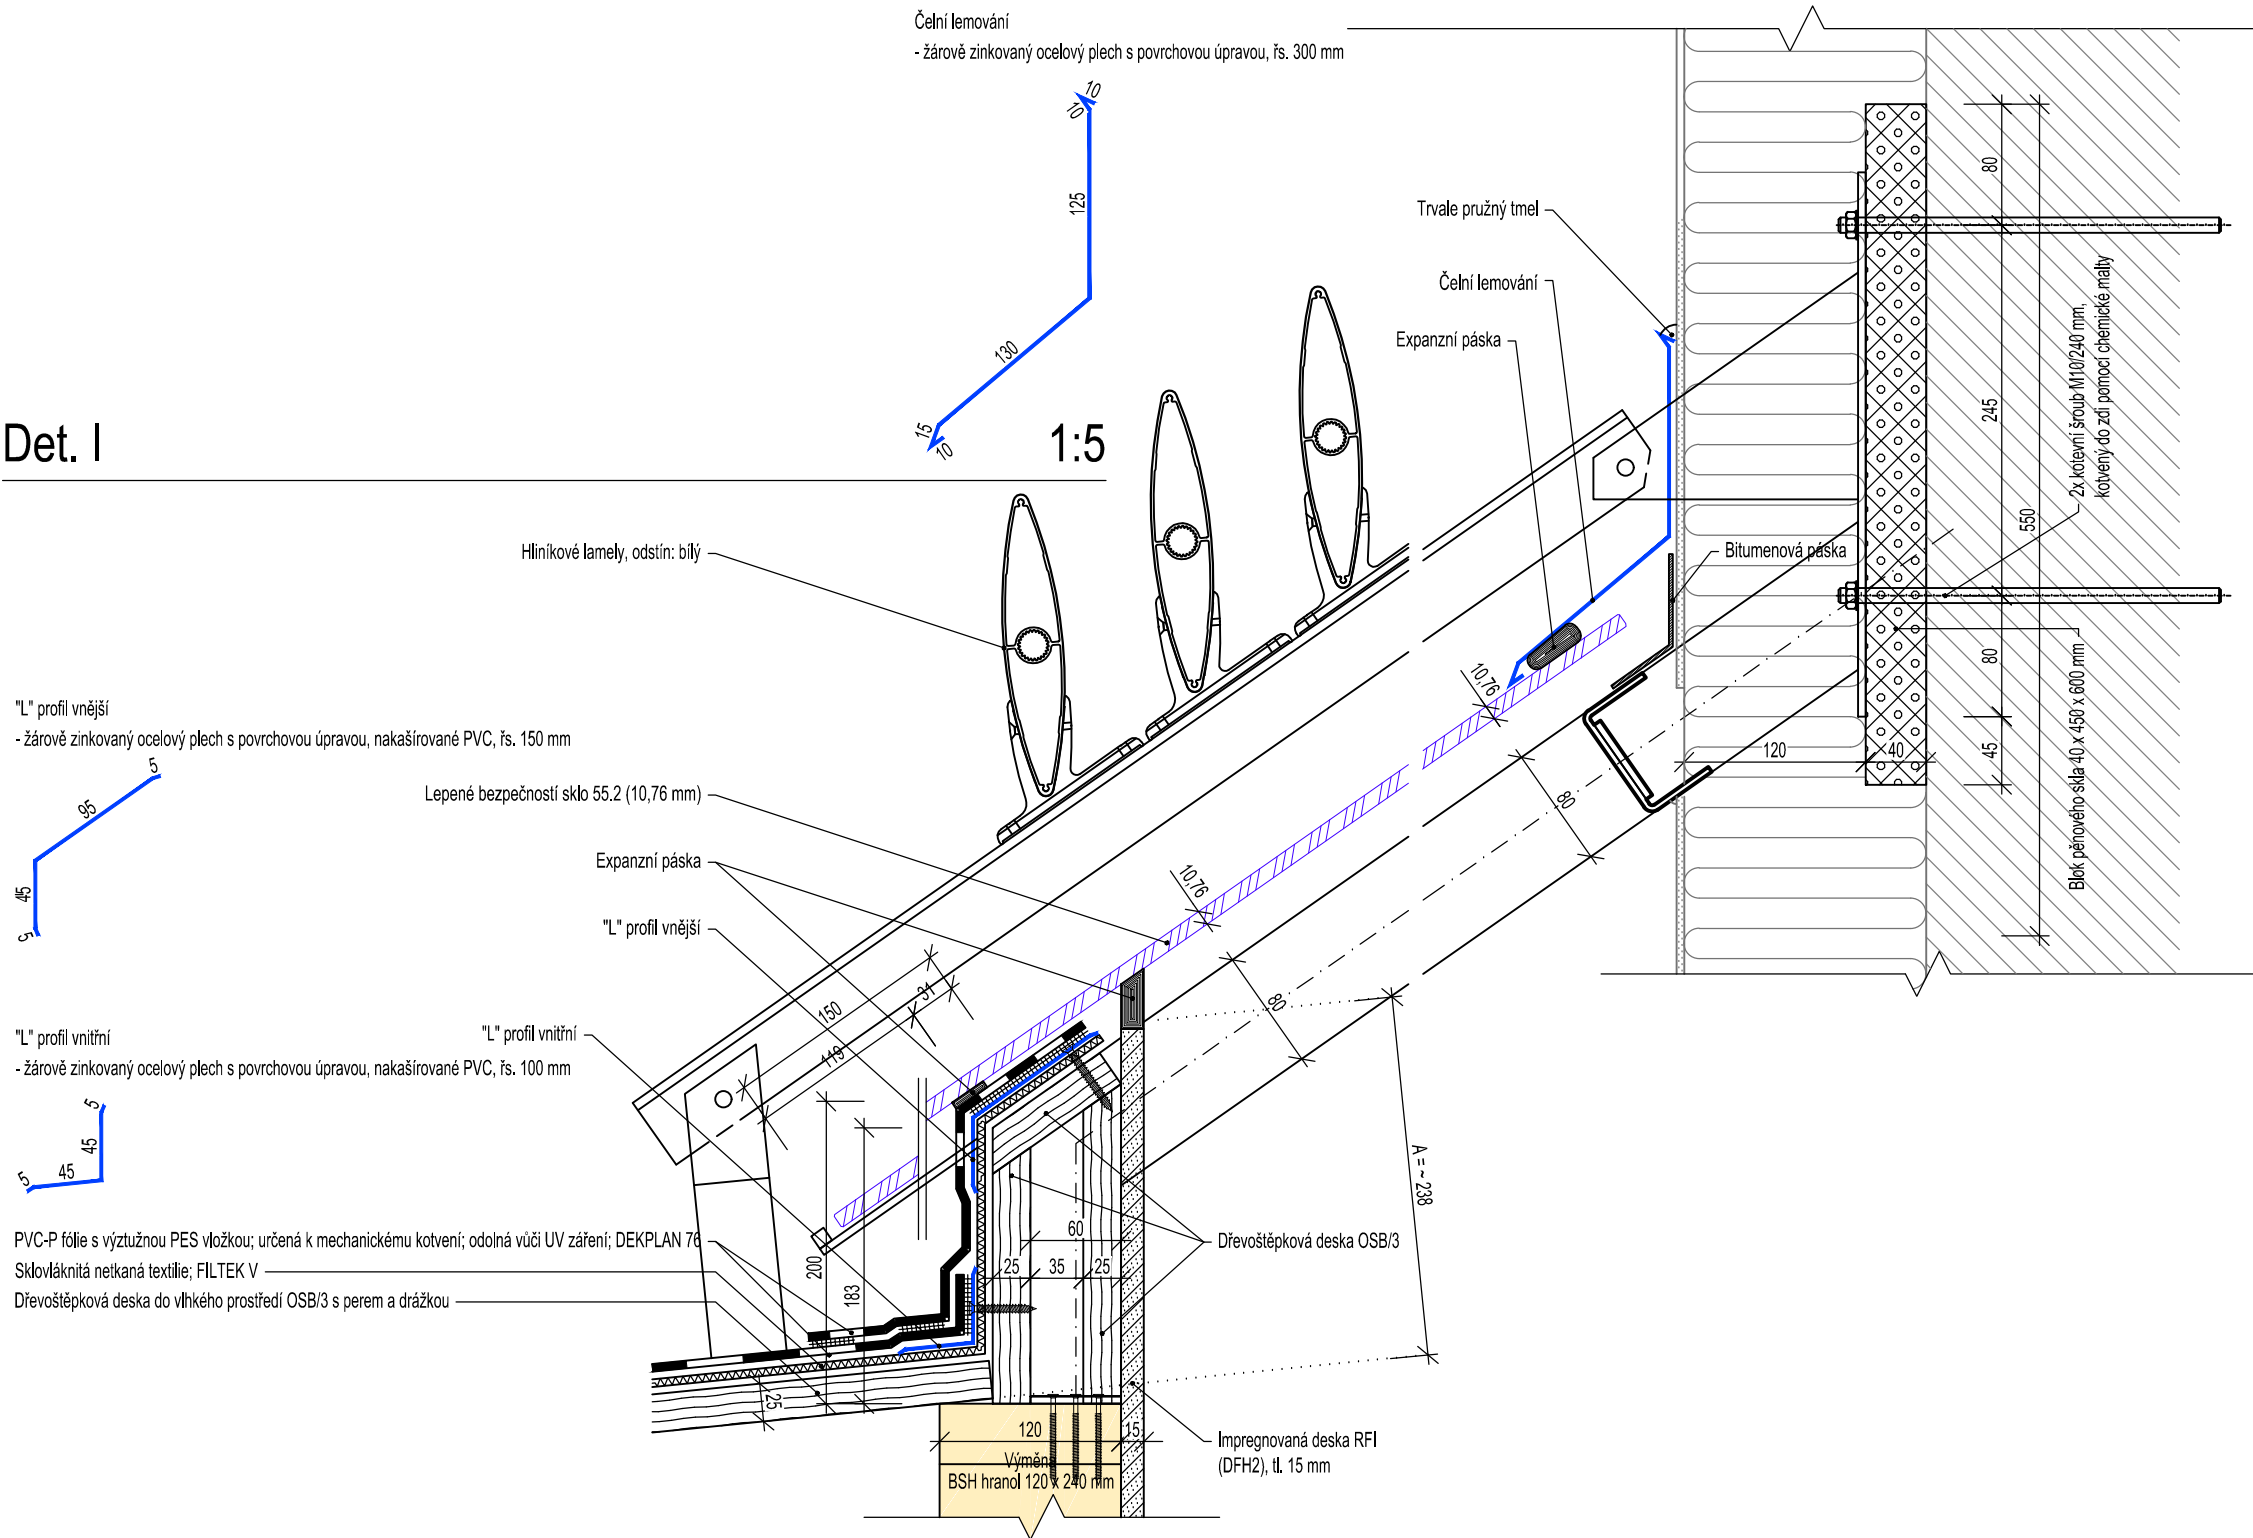 Čelní lemování
- žárově zinkovaný ocelový plech s povrchovou úpravou, řs. 300 mm
10
10
125
130
15
10
Det. I
1:5
Trvale pružný tmel
Čelní lemování
Expanzní páska
Hliníkové lamely, odstín: bílý
Bitumenová páska
80
245
550
80
45
120
40
2x kotevní šroub M10/240 mm,
kotvený do zdi pomocí chemické malty
Blok pěnového skla 40 x 450 x 600 mm
"L" profil vnější
- žárově zinkovaný ocelový plech s povrchovou úpravou, nakašírované PVC, řs. 150 mm
5
95
45
5
Lepené bezpečností sklo 55.2 (10,76 mm)
Expanzní páska
"L" profil vnější
"L" profil vnitřní
10,76
10,76
80
80
150
31
119
"L" profil vnitřní
- žárově zinkovaný ocelový plech s povrchovou úpravou, nakašírované PVC, řs. 100 mm
5
45
45
5
PVC-P fólie s výztužnou PES vložkou; určená k mechanickému kotvení; odolná vůči UV záření; DEKPLAN 76
Sklovláknitá netkaná textilie; FILTEK V
Dřevoštěpková deska do vlhkého prostředí OSB/3 s perem a drážkou
200
183
60
25
35
25
A = ~238
Dřevoštěpková deska OSB/3
25
120
15
Výměna
BSH hranol 120 x 240 mm
Impregnovaná deska RFI
(DFH2), tl. 15 mm